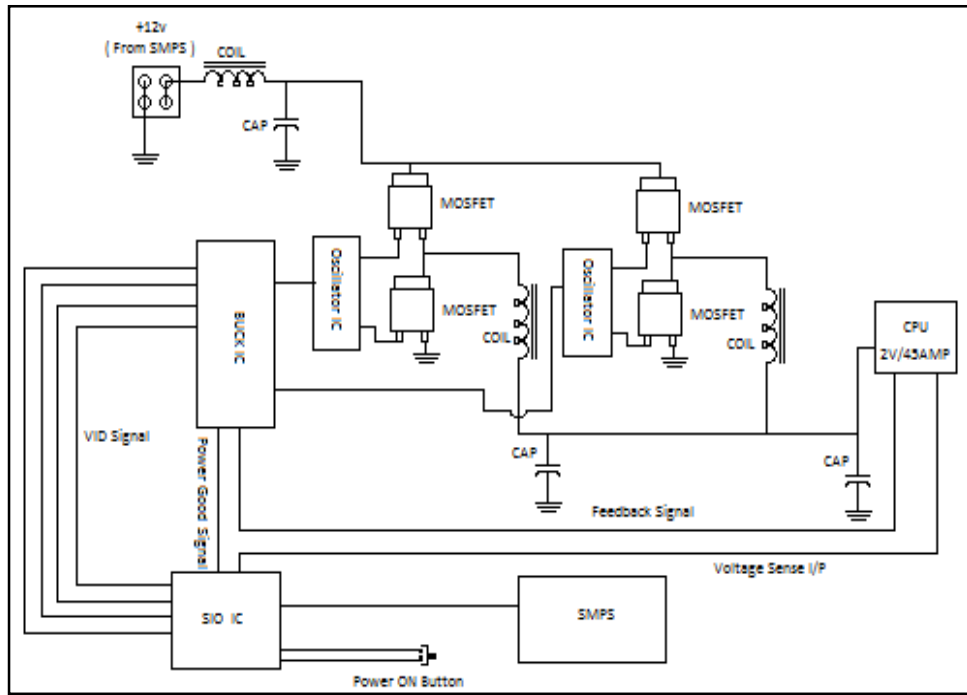 +12v
( From SMPS )
COIL
CAP
MOSFET
MOSFET
Oscillator IC
Oscillator IC
BUCK IC
MOSFET
MOSFET
COIL
COIL
CPU
2V/45AMP
VID Signal
Power Good Signal
CAP
CAP
Feedback Signal
Voltage Sense I/P
SIO IC
SMPS
Power ON Button